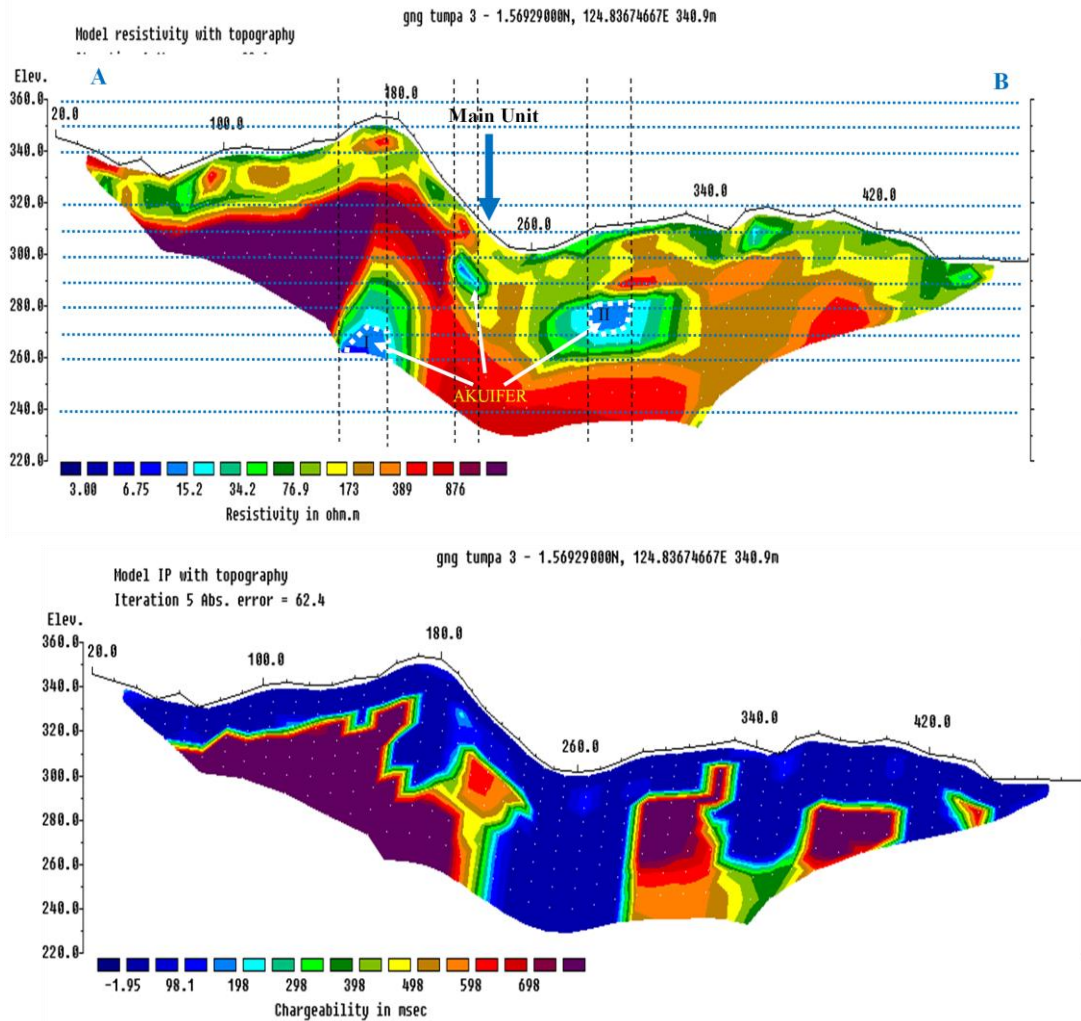 gng tumpa 3 - 1.56929000N, 124.83674667E 340.9m
Model resistivity with topography
Elev.
A
B
360.0
20.0
180.0
Main Unit
100.0
340.0
340.0
420.0
320.0
260.0
300.0
280.0
II
I
260.0
AKUIFER
240.0
220.0
3.00 6.75 15.2 34.2 76.9 173 389 876
Resistivity in ohm.m
gng tumpa 3 - 1.56929000N, 124.83674667E 340.9m
Model IP with topography
Iteration 5 Abs. error = 62.4
Elev.
360.0
20.0
180.0
100.0
340.0
340.0
420.0
320.0
260.0
300.0
280.0
260.0
240.0
220.0
-1.95 98.1 198 298 398 498 598 698
Chargeability in msec